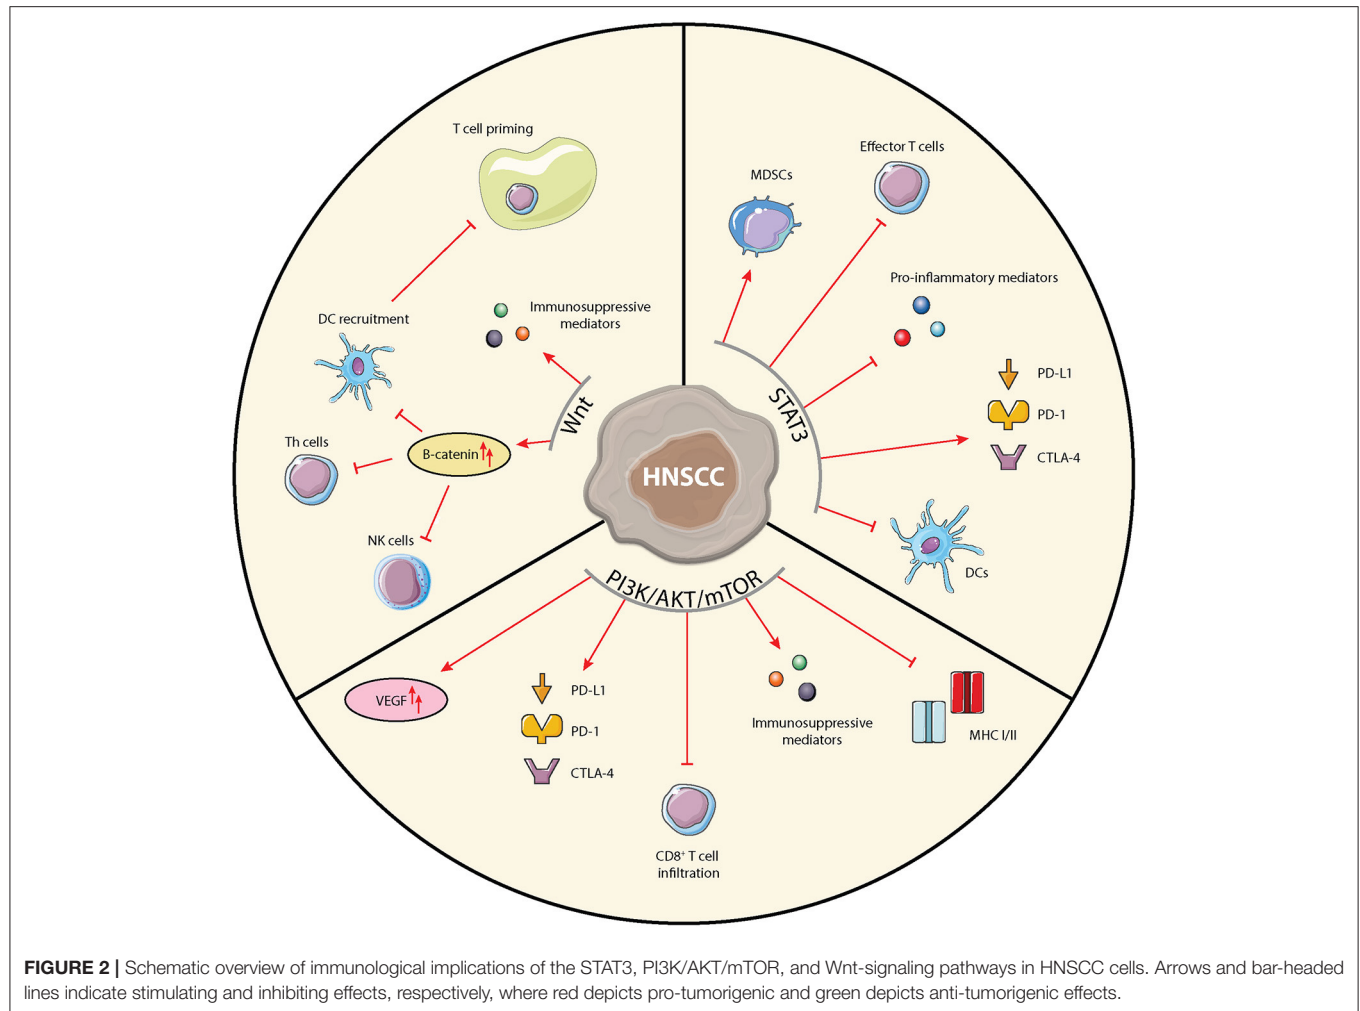 T cell priming
Effector T cells
MDSCs
Pro-inflammatory mediators
Immunosuppressive
mediators
DC recruitment
PD-L1
PD-1
CTLA-4
STAT3
Wnt
Th cells
B-catenin
HNSCC
NK cells
DCs
PI3K/AKT/mTOR
VEGF
PD-L1
PD-1
CTLA-4
Immunosuppressive
mediators
MHC I/II
CD8⁺ T cell
infiltration
FIGURE 2 | Schematic overview of immunological implications of the STAT3, PI3K/AKT/mTOR, and Wnt-signaling pathways in HNSCC cells. Arrows and bar-headed
lines indicate stimulating and inhibiting effects, respectively, where red depicts pro-tumorigenic and green depicts anti-tumorigenic effects.